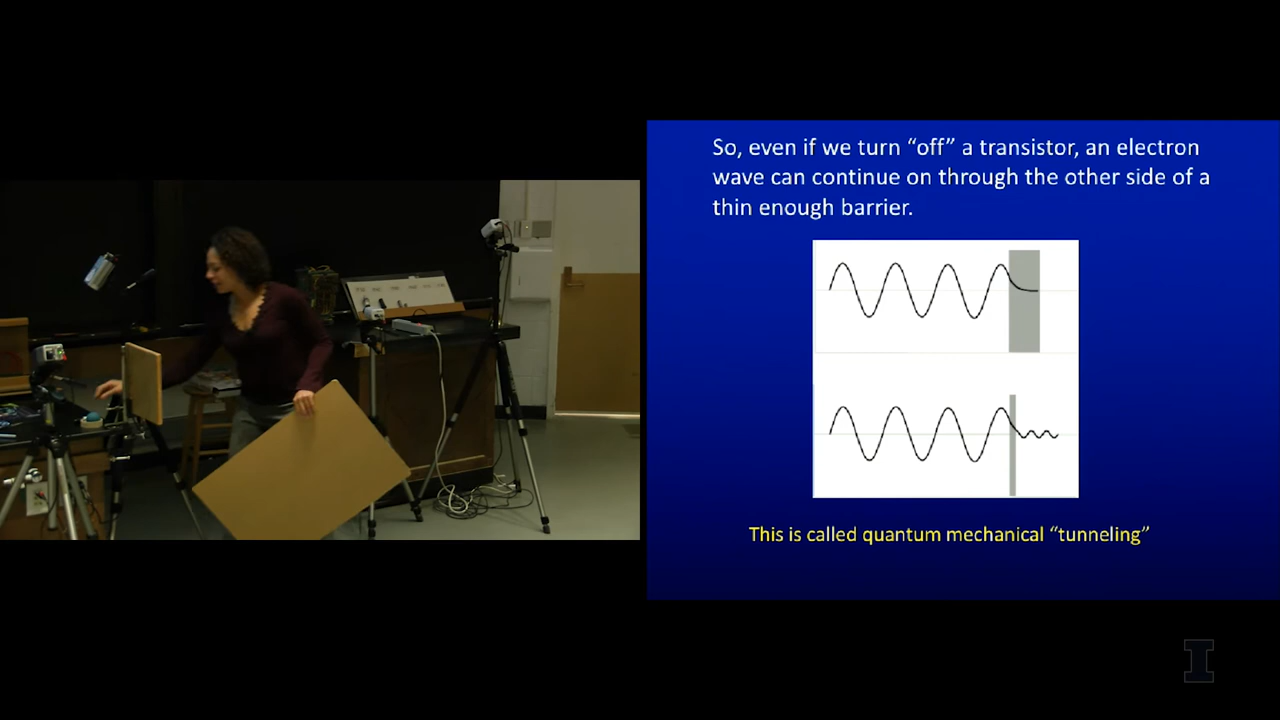 So, even if we turn “off” a transistor, an electron
wave can continue on through the other side of a
thin enough barrier.
This is called quantum mechanical “tunneling”